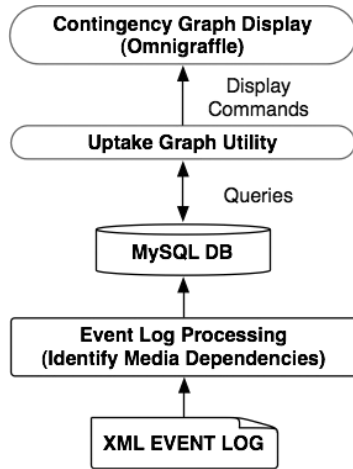 Contingency Graph Display
(Omnigraffle)
Display
Commands
Uptake Graph Utility
Queries
MySQL DB
Event Log Processing
(Identify Media Dependencies)
XML EVENT LOG